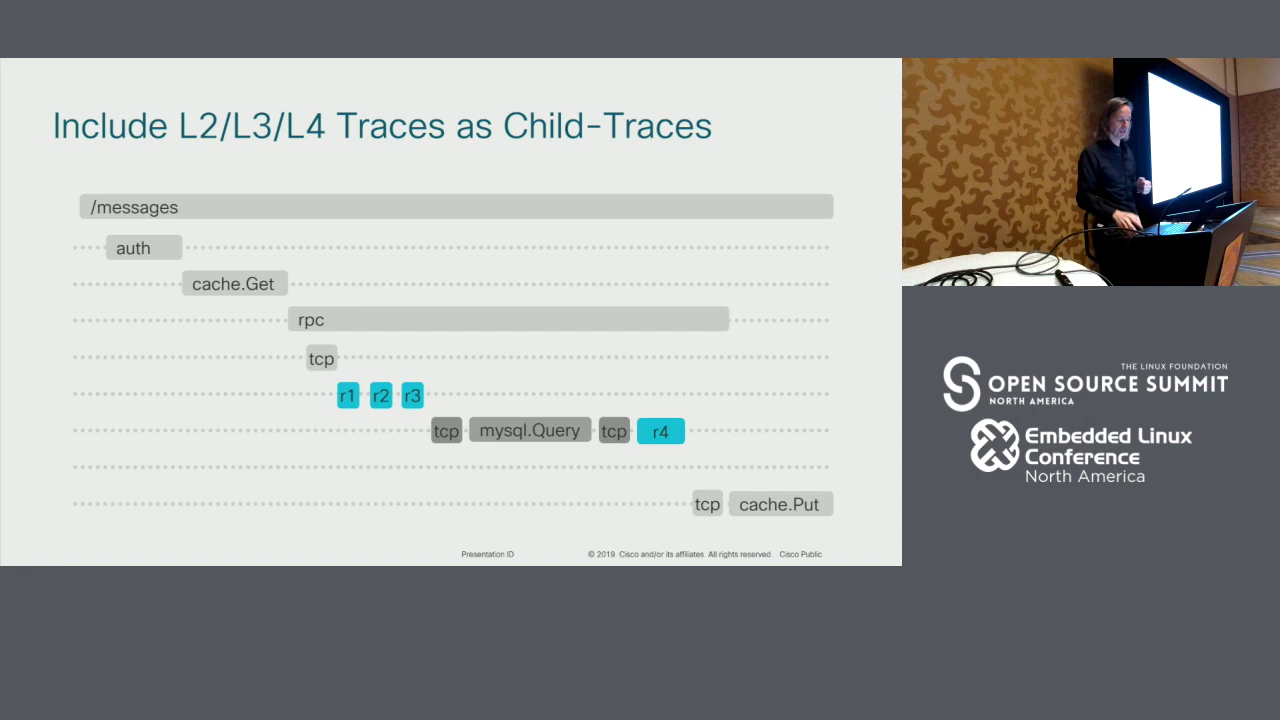 Include L2/L3/L4 Traces as Child-Traces
/messages
auth
cache.Get
rpc
tcp
r1 r2 r3
tcp mysql.Query tcp r4
tcp cache.Put
Presentation ID © 2019 Cisco and/or its affiliates. All rights reserved. Cisco Public
THE LINUX FOUNDATION
OPEN SOURCE SUMMIT
NORTH AMERICA
Embedded Linux
Conference
North America